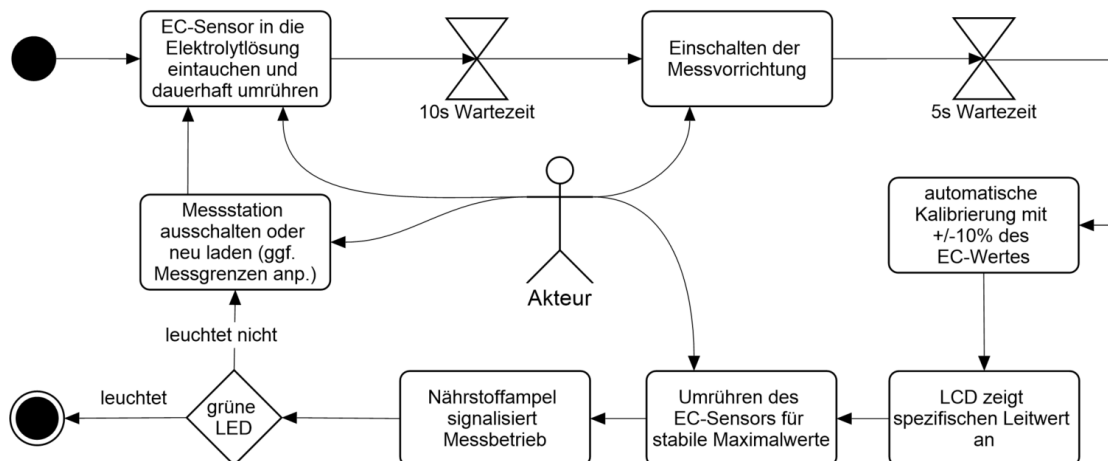 EC-Sensor in die
Elektrolytlösung
eintauchen und
dauerhaft umrühren
10s Wartezeit
Einschalten der
Messvorrichtung
5s Wartezeit
automatische
Kalibrierung mit
+/-10% des
EC-Wertes
LCD zeigt
spezifischen Leitwert
an
Umrühren des
EC-Sensors für
stabile Maximalwerte
Nährstoffampel
signalisiert
Messbetrieb
grüne
LED
leuchtet
leuchtet nicht
Messstation
ausschalten oder
neu laden (ggf.
Messgrenzen anp.)
Akteur